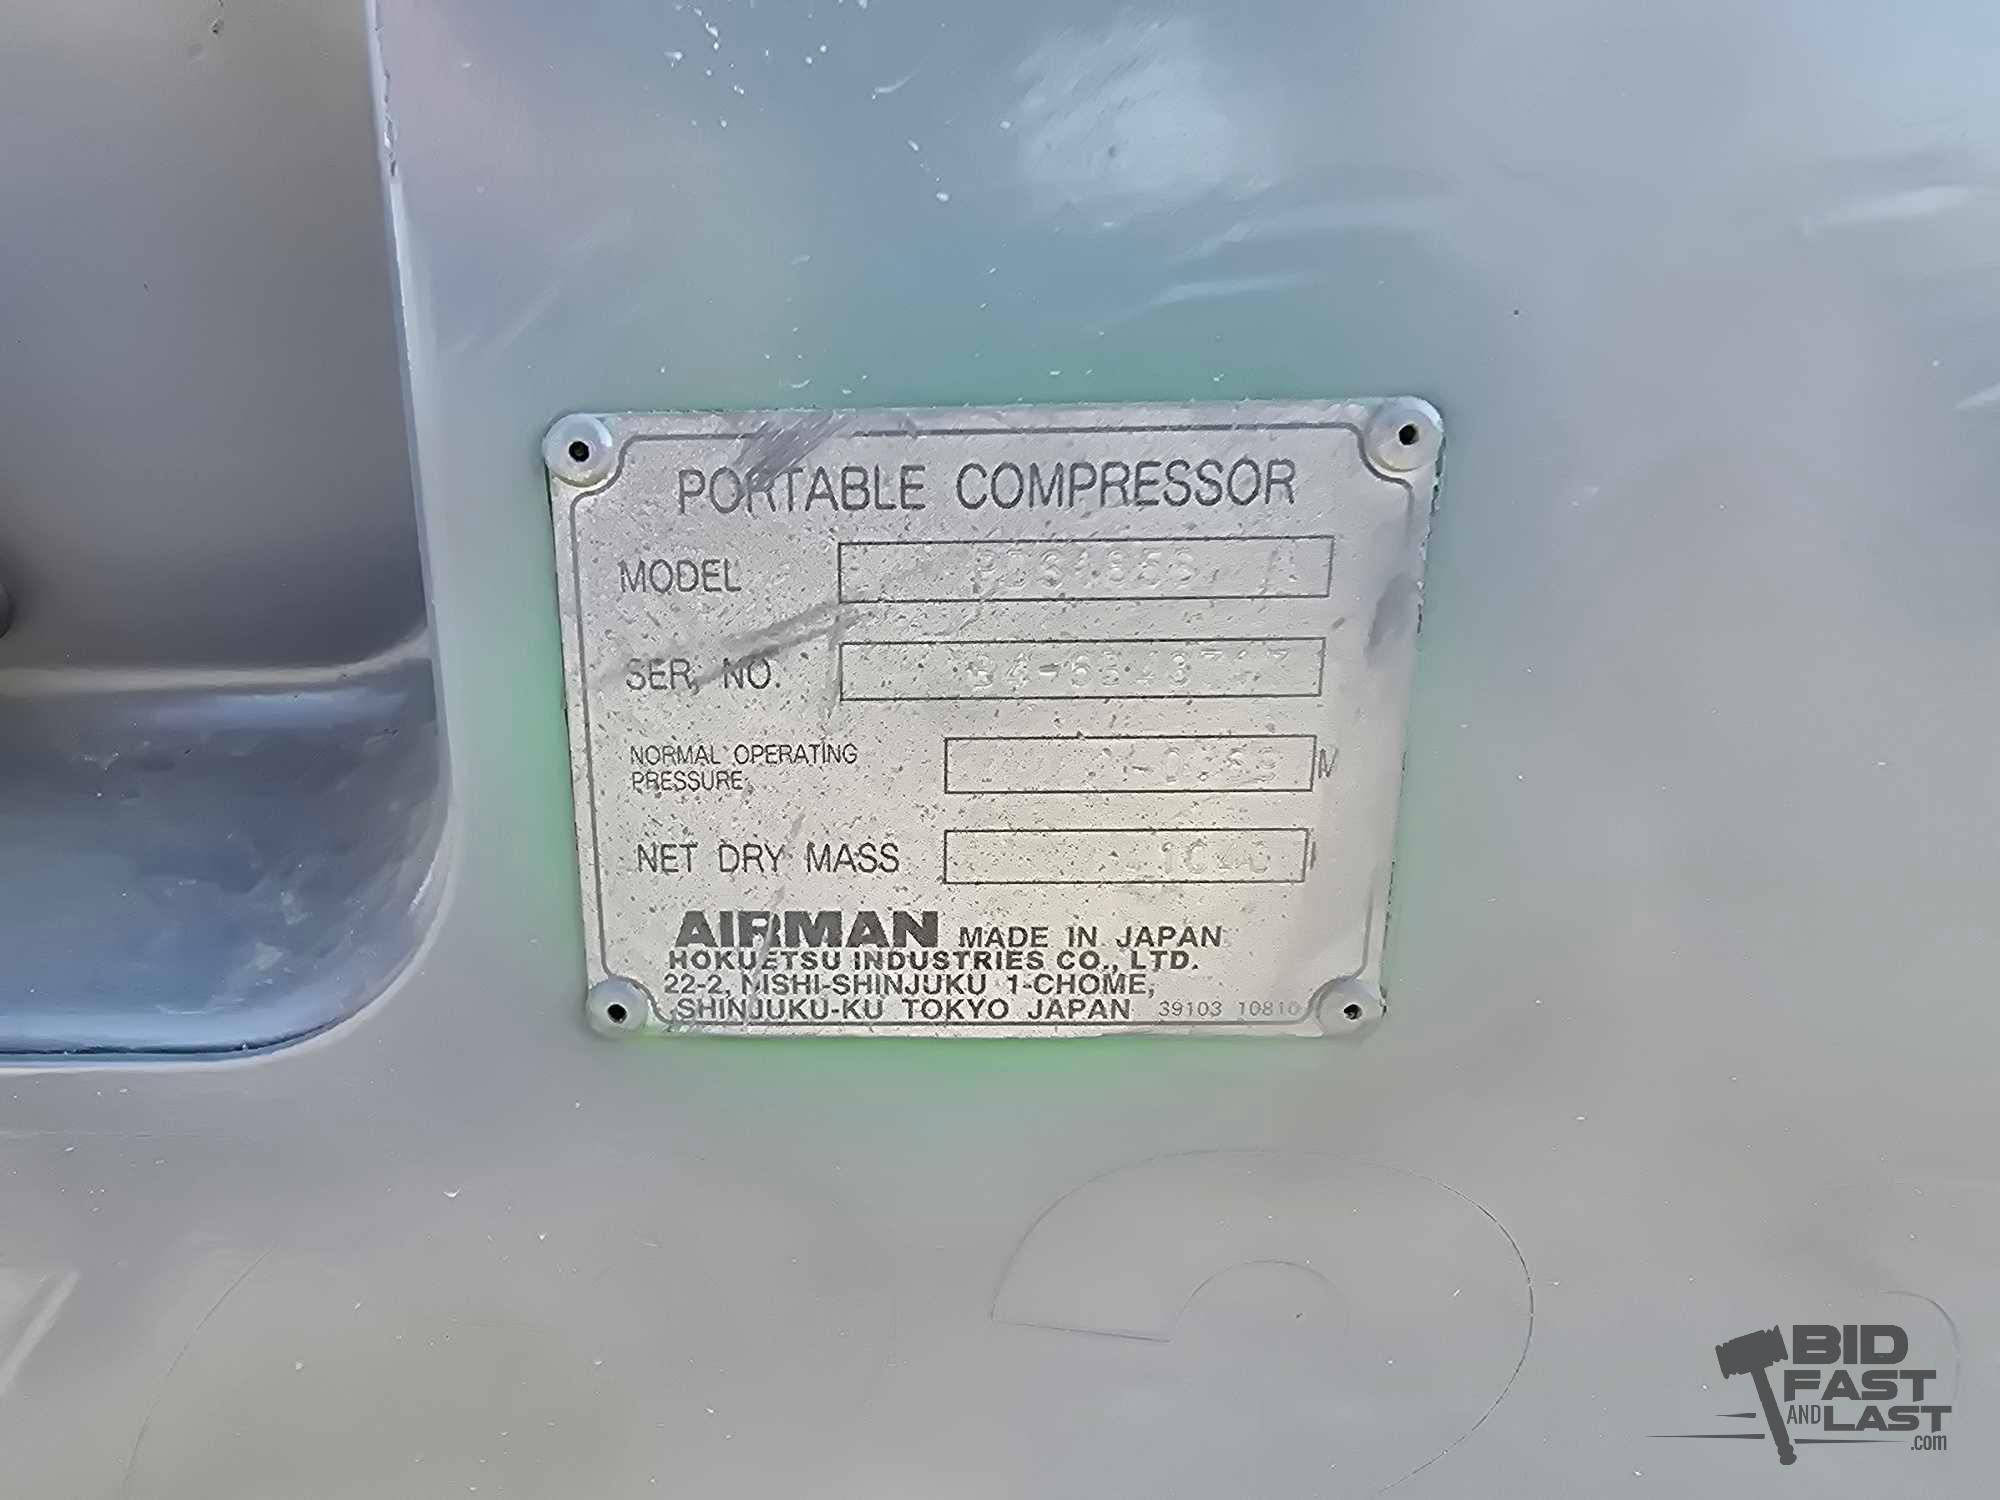 PORTABLE COMPRESSOR
MODEL
SER. NO.
NORMAL OPERATING
PRESSURE
NET DRY MASS
AIRMAN MADE IN JAPAN
HOKUETSU INDUSTRIES CO., LTD.
22-2, NISHI-SHINJUKU 1-CHOME,
SHINJUKU-KU TOKYO JAPAN 39103 10810
BID
FAST
AND LAST
.com